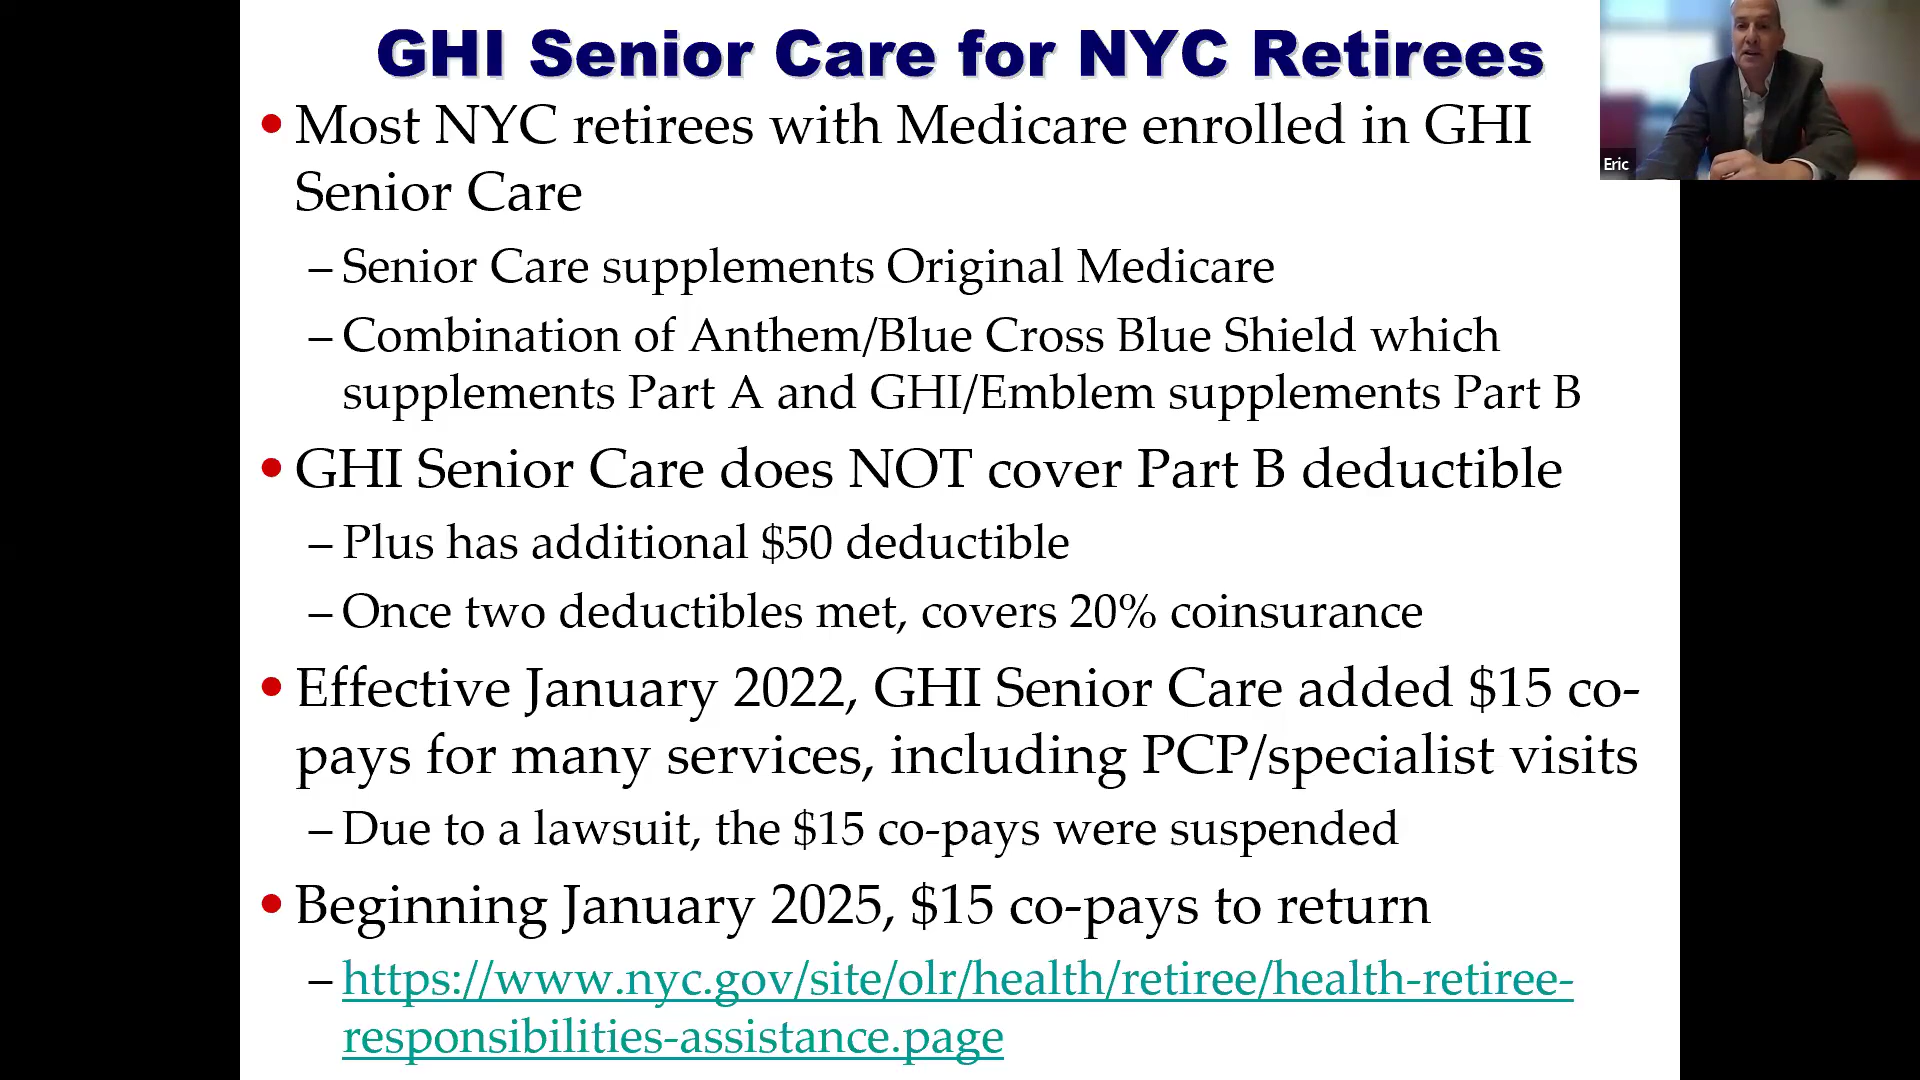 GHI Senior Care for NYC Retirees
• Most NYC retirees with Medicare enrolled in GHI
Senior Care
– Senior Care supplements Original Medicare
– Combination of Anthem/Blue Cross Blue Shield which
supplements Part A and GHI/Emblem supplements Part B
• GHI Senior Care does NOT cover Part B deductible
– Plus has additional $50 deductible
– Once two deductibles met, covers 20% coinsurance
• Effective January 2022, GHI Senior Care added $15 co-
pays for many services, including PCP/specialist visits
– Due to a lawsuit, the $15 co-pays were suspended
• Beginning January 2025, $15 co-pays to return
– https://www.nyc.gov/site/olr/health/retiree/health-retiree-
responsibilities-assistance.page
Eric